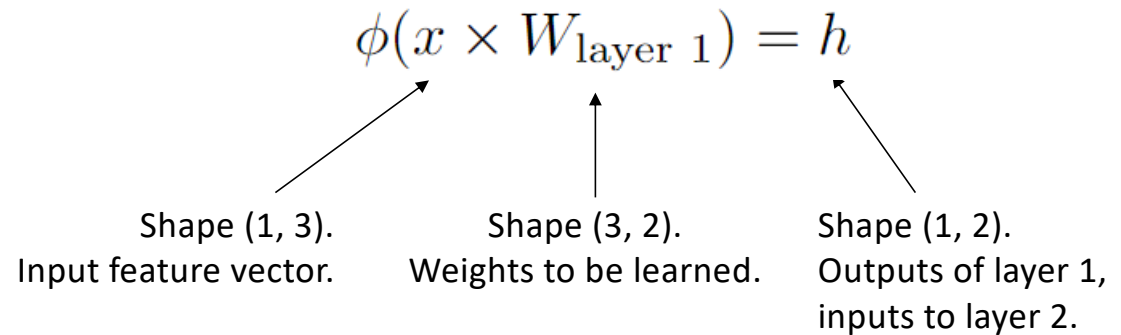 ϕ(x × W_layer 1) = h
Shape (1, 3).
Input feature vector.
Shape (3, 2).
Weights to be learned.
Shape (1, 2).
Outputs of layer 1,
inputs to layer 2.